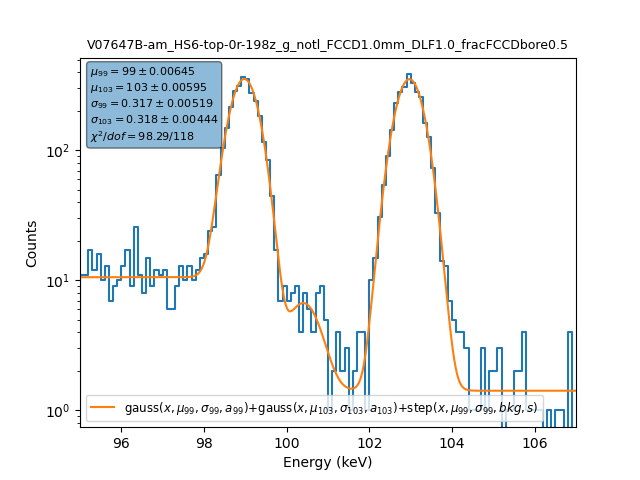 V07647B-am_HS6-top-0r-198z_g_notl_FCCD1.0mm_DLF1.0_fracFCCDbore0.5
μ₉₉ = 99 ± 0.00645
μ₁₀₃ = 103 ± 0.00595
σ₉₉ = 0.317 ± 0.00519
σ₁₀₃ = 0.318 ± 0.00444
χ²/dof = 98.29/118
Counts
10²
10¹
10⁰
gauss(x, μ₉₉, σ₉₉, a₉₉)+gauss(x, μ₁₀₃, σ₁₀₃, a₁₀₃)+step(x, μ₉₉, σ₉₉, bkg, s)
96 98 100 102 104 106
Energy (keV)